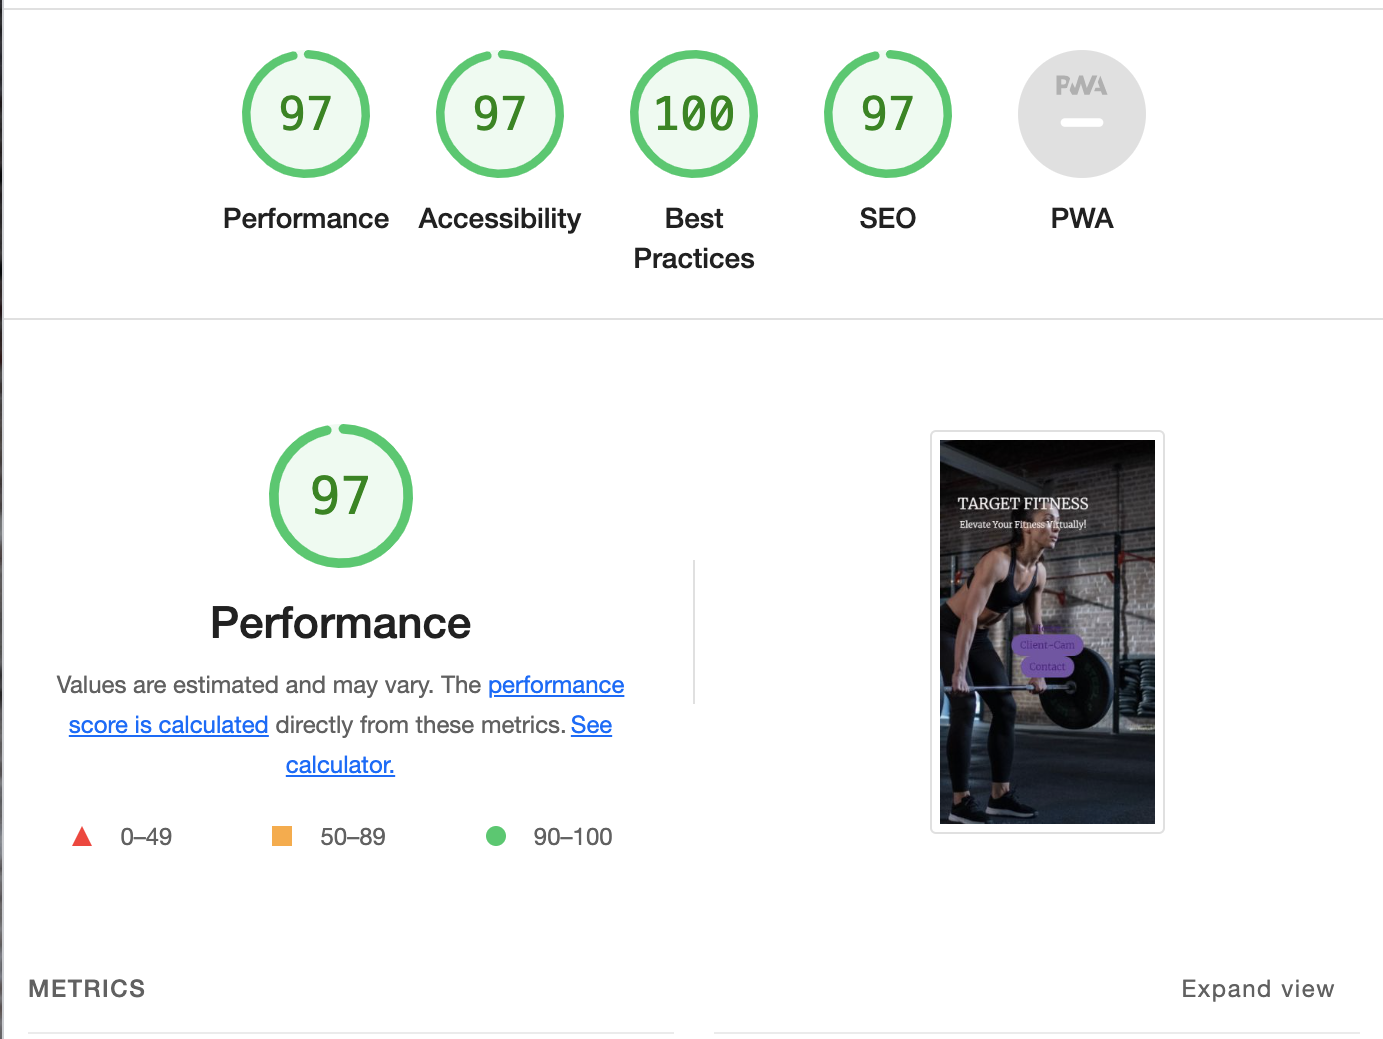 97
97
100
97
PWA
Performance
Accessibility
Best
Practices
SEO
PWA
97
Performance
Values are estimated and may vary. The performance
score is calculated directly from these metrics. See
calculator.
0–49
50–89
90–100
TARGET FITNESS
Elevate Your Fitness Virtually!
Client-Cam
Contact
METRICS
Expand view